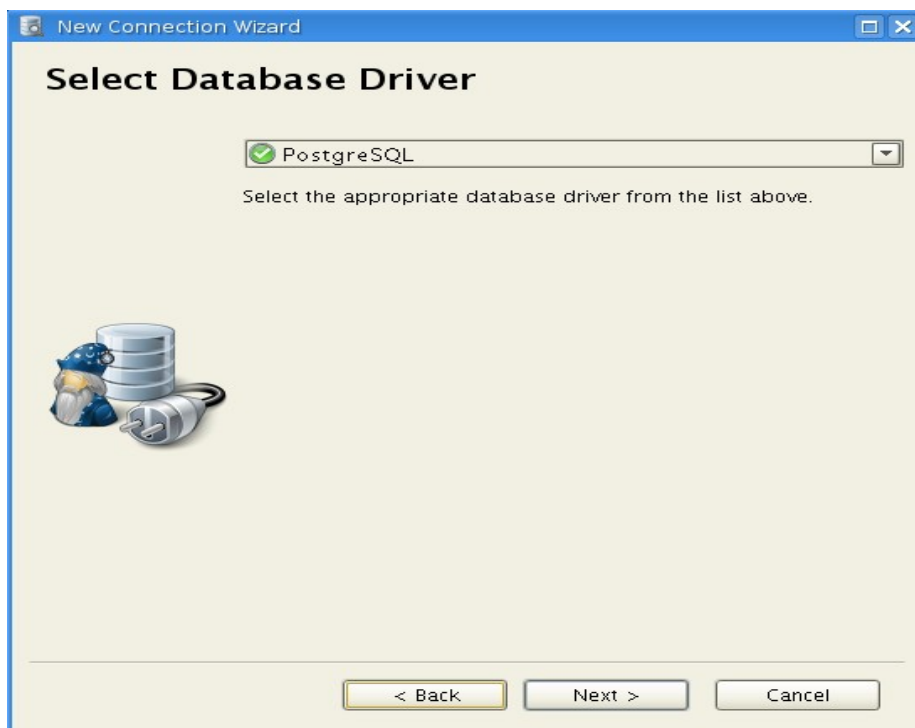 New Connection Wizard
Select Database Driver
PostgreSQL
Select the appropriate database driver from the list above.
< Back
Next >
Cancel